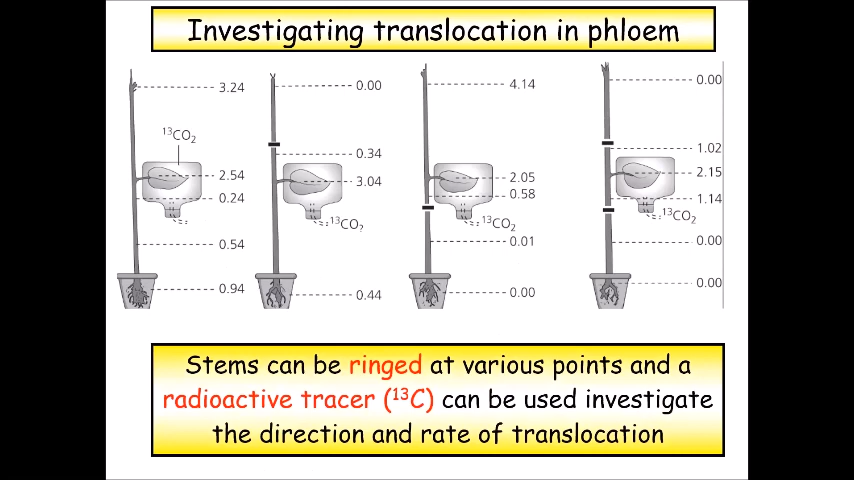 Investigating translocation in phloem
3.24
0.00
4.14
0.00
¹³CO₂
0.34
1.02
2.54
3.04
2.05
2.15
0.24
0.58
1.14
¹³CO₂
¹³CO₂
¹³CO₂
0.54
0.01
0.00
0.94
0.44
0.00
0.00
Stems can be ringed at various points and a
radioactive tracer (¹³C) can be used investigate
the direction and rate of translocation